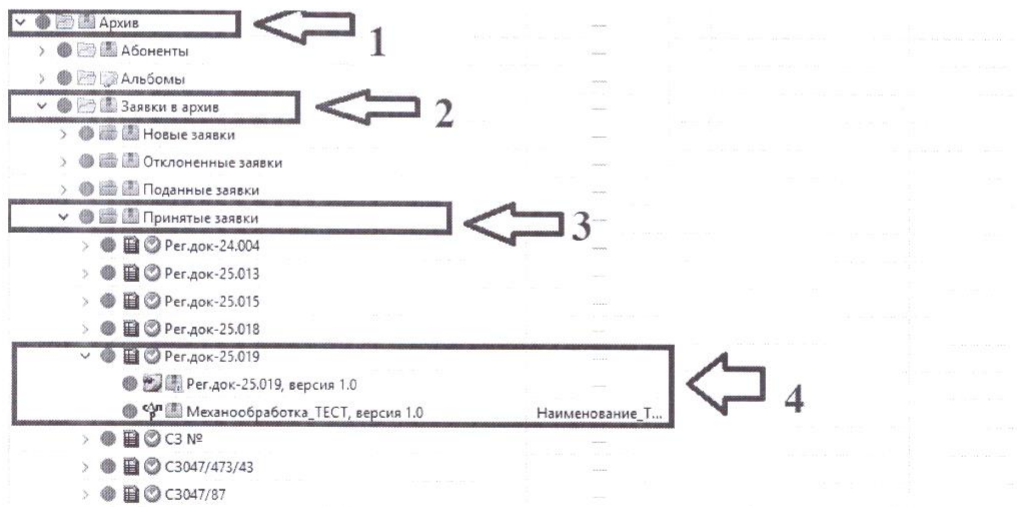 Архив
1
Абоненты
Альбомы
Заявки в архив
2
Новые заявки
Отклоненные заявки
Поданные заявки
Принятые заявки
3
Рег.док-24.004
Рег.док-25.013
Рег.док-25.015
Рег.док-25.018
Рег.док-25.019
Рег.док-25.019, версия 1.0
4
Механообработка_ТЕСТ, версия 1.0 Наименование_Т...
СЗ №
СЗ047/473/43
СЗ047/87